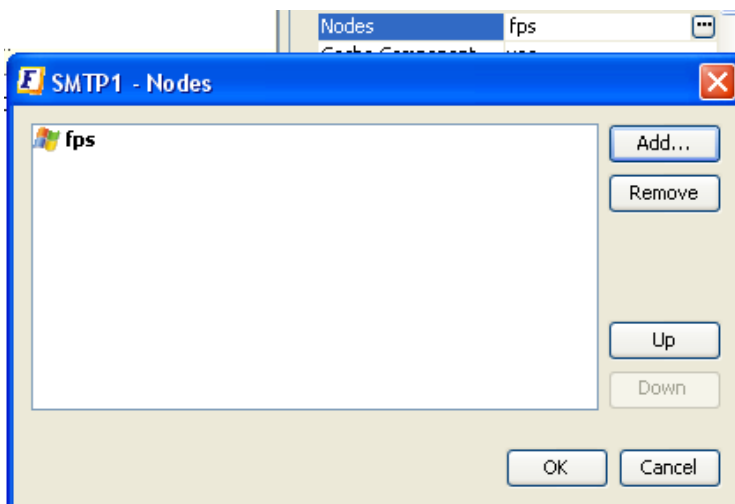 Nodes fps
SMTP1 - Nodes
fps
Add...
Remove
Up
Down
OK Cancel